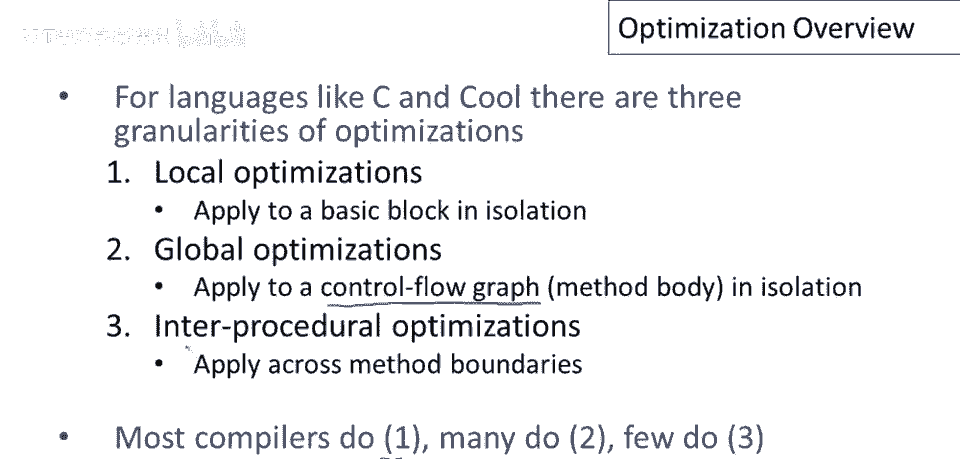 Optimization Overview
• For languages like C and Cool there are three
granularities of optimizations
1. Local optimizations
• Apply to a basic block in isolation
2. Global optimizations
• Apply to a control-flow graph (method body) in isolation
3. Inter-procedural optimizations
• Apply across method boundaries
• Most compilers do (1), many do (2), few do (3)